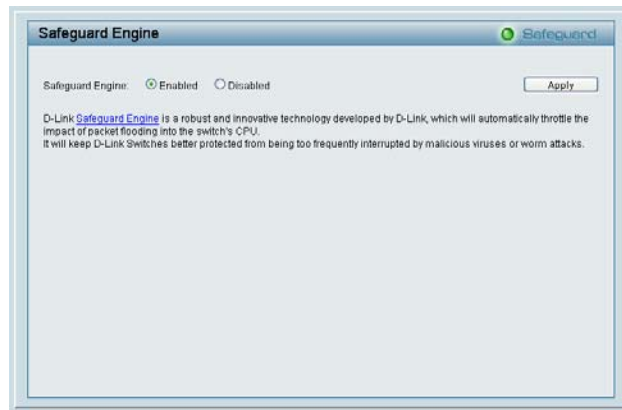 Safeguard Engine
Safeguard
Safeguard Engine: Enabled Disabled Apply
D-Link Safeguard Engine is a robust and innovative technology developed by D-Link, which will automatically throttle the
impact of packet flooding into the switch's CPU.
It will keep D-Link Switches better protected from being too frequently interrupted by malicious viruses or worm attacks.